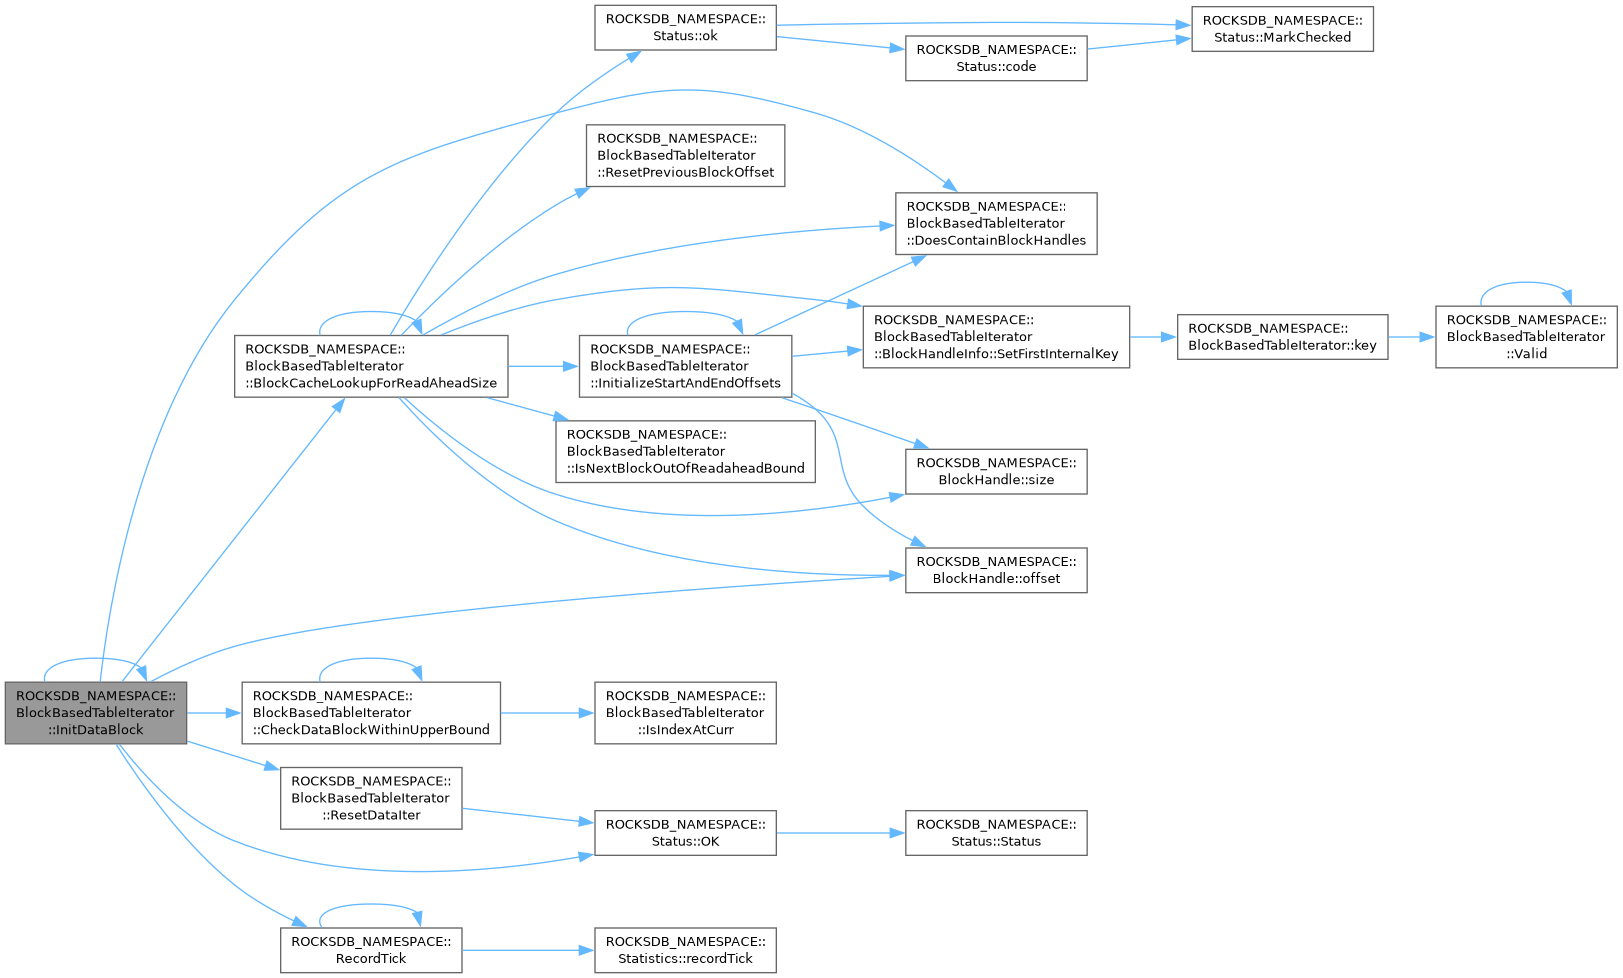 ROCKSDB_NAMESPACE::
Status::ok
ROCKSDB_NAMESPACE::
Status::MarkChecked
ROCKSDB_NAMESPACE::
Status::code
ROCKSDB_NAMESPACE::
BlockBasedTableIterator
::ResetPreviousBlockOffset
ROCKSDB_NAMESPACE::
BlockBasedTableIterator
::DoesContainBlockHandles
ROCKSDB_NAMESPACE::
BlockBasedTableIterator
::BlockCacheLookupForReadAheadSize
ROCKSDB_NAMESPACE::
BlockBasedTableIterator
::InitializeStartAndEndOffsets
ROCKSDB_NAMESPACE::
BlockBasedTableIterator
::BlockHandleInfo::SetFirstInternalKey
ROCKSDB_NAMESPACE::
BlockBasedTableIterator::key
ROCKSDB_NAMESPACE::
BlockBasedTableIterator
::Valid
ROCKSDB_NAMESPACE::
BlockBasedTableIterator
::IsNextBlockOutOfReadaheadBound
ROCKSDB_NAMESPACE::
BlockHandle::size
ROCKSDB_NAMESPACE::
BlockHandle::offset
ROCKSDB_NAMESPACE::
BlockBasedTableIterator
::InitDataBlock
ROCKSDB_NAMESPACE::
BlockBasedTableIterator
::CheckDataBlockWithinUpperBound
ROCKSDB_NAMESPACE::
BlockBasedTableIterator
::IsIndexAtCurr
ROCKSDB_NAMESPACE::
BlockBasedTableIterator
::ResetDataIter
ROCKSDB_NAMESPACE::
Status::OK
ROCKSDB_NAMESPACE::
Status::Status
ROCKSDB_NAMESPACE::
RecordTick
ROCKSDB_NAMESPACE::
Statistics::recordTick